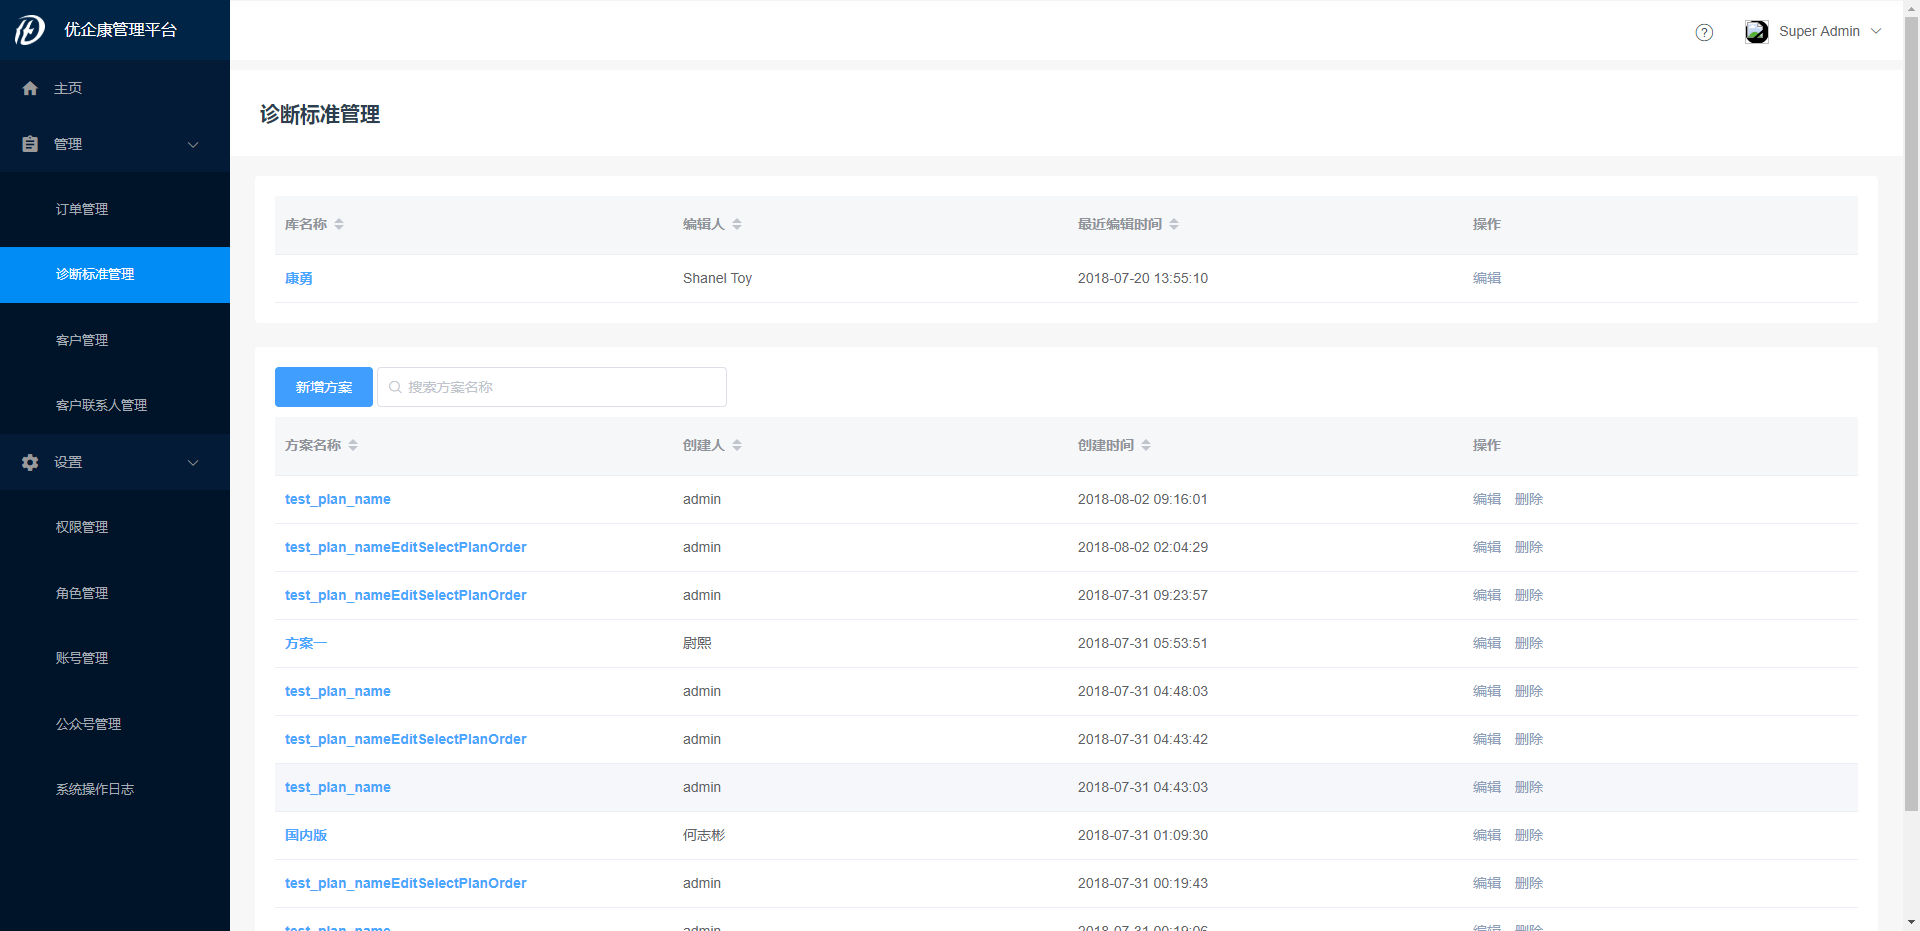 优企康管理平台
Super Admin
主页
管理
订单管理
诊断标准管理
客户管理
客户联系人管理
设置
权限管理
角色管理
账号管理
公众号管理
系统操作日志
诊断标准管理
库名称 编辑人 最近编辑时间 操作
康勇 Shanel Toy 2018-07-20 13:55:10 编辑
新增方案 搜索方案名称
方案名称 创建人 创建时间 操作
test_plan_name admin 2018-08-02 09:16:01 编辑 删除
test_plan_nameEditSelectPlanOrder admin 2018-08-02 02:04:29 编辑 删除
test_plan_nameEditSelectPlanOrder admin 2018-07-31 09:23:57 编辑 删除
方案一 尉熙 2018-07-31 05:53:51 编辑 删除
test_plan_name admin 2018-07-31 04:48:03 编辑 删除
test_plan_nameEditSelectPlanOrder admin 2018-07-31 04:43:42 编辑 删除
test_plan_name admin 2018-07-31 04:43:03 编辑 删除
国内版 何志彬 2018-07-31 01:09:30 编辑 删除
test_plan_nameEditSelectPlanOrder admin 2018-07-31 00:19:43 编辑 删除
test_plan_name admin 2018-07-31 00:19:06 编辑 删除